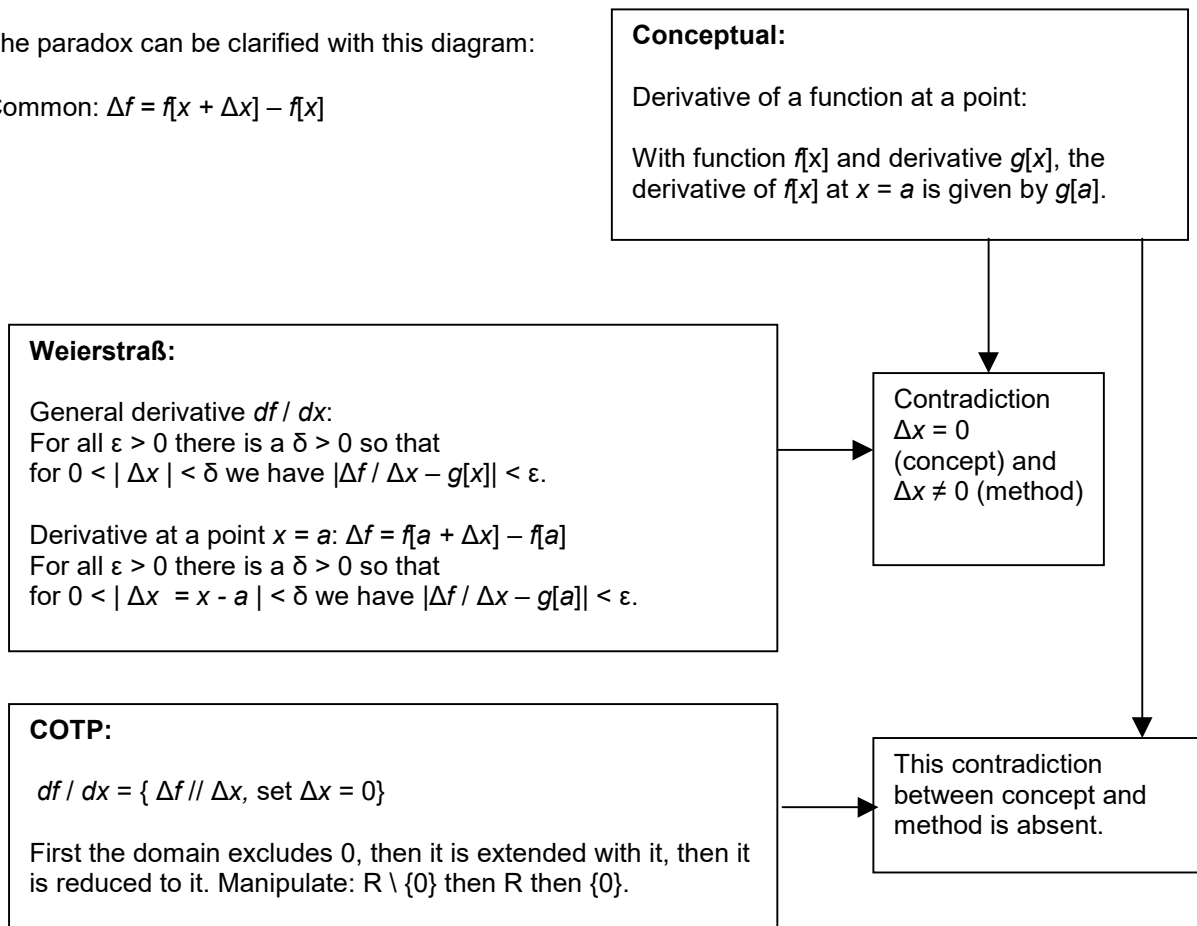 he paradox can be clarified with this diagram:
Common: Δf = f[x + Δx] – f[x]
Conceptual:
Derivative of a function at a point:
With function f[x] and derivative g[x], the
derivative of f[x] at x = a is given by g[a].
Weierstraß:
General derivative df / dx:
For all ε > 0 there is a δ > 0 so that
for 0 < | Δx | < δ we have |Δf / Δx – g[x]| < ε.
Derivative at a point x = a: Δf = f[a + Δx] – f[a]
For all ε > 0 there is a δ > 0 so that
for 0 < | Δx = x - a | < δ we have |Δf / Δx – g[a]| < ε.
Contradiction
Δx = 0
(concept) and
Δx ≠ 0 (method)
COTP:
df / dx = { Δf // Δx, set Δx = 0}
First the domain excludes 0, then it is extended with it, then it
is reduced to it. Manipulate: R \ {0} then R then {0}.
This contradiction
between concept and
method is absent.